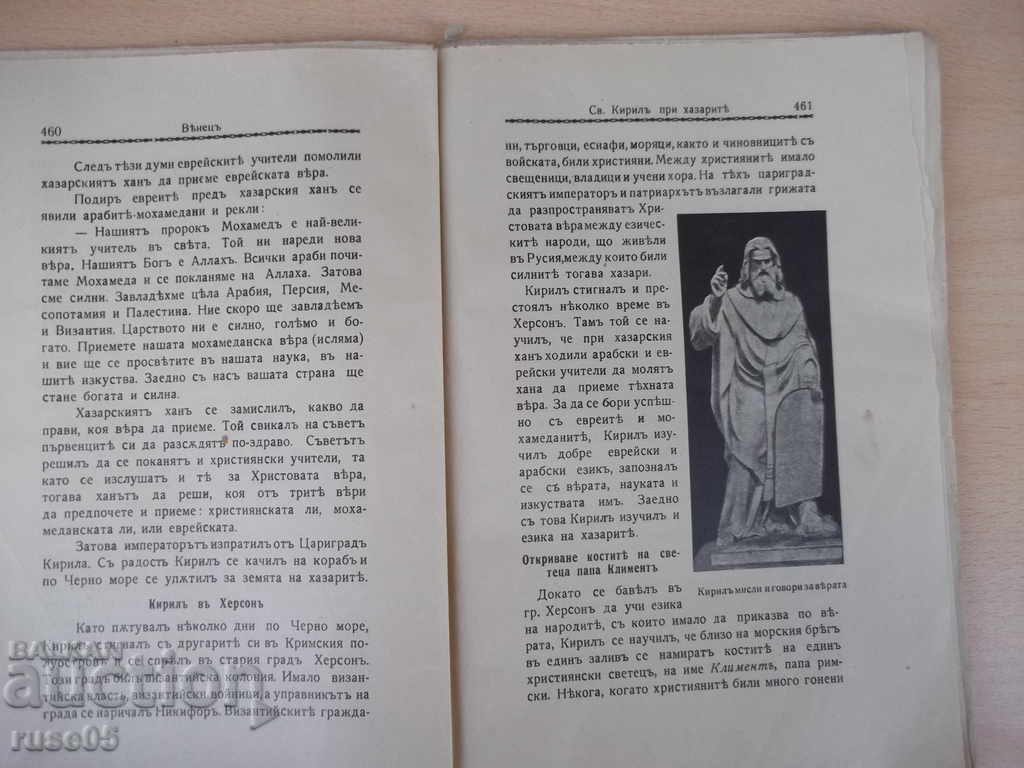 460
Вѣнецъ
Следъ тѣзи думи еврейскитѣ учители помолили
хазарскиятъ ханъ да приеме еврейската вѣра.
Подиръ евреитѣ предъ хазарския ханъ се
явили арабитѣ-мохамедани и рекли:
— Нашиятъ пророкъ Мохамедъ е най-вели-
киятъ учитель въ свѣта. Той ни нареди нова
вѣра. Нашиятъ Богъ е Аллахъ. Всички араби почи-
таме Мохамеда и се покланяме на Аллаха. Затова
сме силни. Завладѣхме цѣла Арабия, Персия, Ме-
сопотамия и Палестина. Ние скоро ще завладѣемъ
и Византия. Царството ни е силно, голѣмо и бо-
гато. Приемете нашата мохамеданска вѣра (исляма)
и вие ще се просвѣтите въ нашата наука, въ на-
шитѣ изкуства. Заедно съ насъ вашата страна ще
стане богата и силна.
Хазарскиятъ ханъ се замислилъ, какво да
прави, коя вѣра да приеме. Той свикалъ на съветъ
първенцитѣ си да разсѫдятъ по-здраво. Съветътъ
решилъ да се поканятъ и християнски учители, та
като се изслушатъ и тѣ за Христовата вѣра,
тогава ханътъ да реши, коя отъ тритѣ вѣри
да предпочете и приеме: християнската ли, моха-
меданската ли, или еврейската.
Затова императорътъ изпратилъ отъ Цариградъ
Кирила. Съ радость Кирилъ се качилъ на корабъ и
по Черно море се упѫтилъ за земята на хазаритѣ.
Кирилъ въ Херсонъ
Като пѫтувалъ нѣколко дни по Черно море,
Кирилъ стигналъ съ другаритѣ си въ Кримския по-
луостровъ и се спрѣлъ въ стария градъ Херсонъ.
Този градъ билъ византийска колония. Имало визан-
тийска власть, византийски войници, а управникътъ на
града се наричалъ Никифоръ. Византийскитѣ гражда-
Св. Кирилъ при хазаритѣ
461
ни, търговци, еснафи, моряци, както и чиновницитѣ съ
войската, били християни. Между християнитѣ имало
свещеници, владици и учени хора. На тѣхъ цариград-
скиятъ императоръ и патриархътъ възлагали грижата
да разпространяватъ Хри-
стовата вѣра между езичес-
китѣ народи, що живѣли
въ Русия, между които били
силнитѣ тогава хазари.
Кирилъ стигналъ и пре-
стоялъ нѣколко време въ
Херсонъ. Тамъ той се на-
училъ, че при хазарския
ханъ ходили арабски и ев-
рейски учители да молятъ
хана да приеме тѣхната
вѣра. За да се бори успѣш-
но съ евреитѣ и мо-
хамеданитѣ, Кирилъ изу-
чилъ добре еврейски и
арабски езикъ, запозналъ
се съ вѣрата, науката и
изкуствата имъ. Заедно
съ това Кирилъ изучилъ и
езика на хазаритѣ.
Кирилъ мисли и говори за вѣрата
Откриване коститѣ на све-
теца папа Климентъ
Докато се бавѣлъ въ
гр. Херсонъ да учи езика
на народитѣ, съ които имало да приказва по вѣ-
рата, Кирилъ се научилъ, че близо на морския брѣгъ
въ единъ заливъ се намиратъ коститѣ на единъ
християнски светецъ, на име Климентъ, папа рим-
ски. Нѣкога, когато християнитѣ били много гонени
BALKAN
auction
ruse05